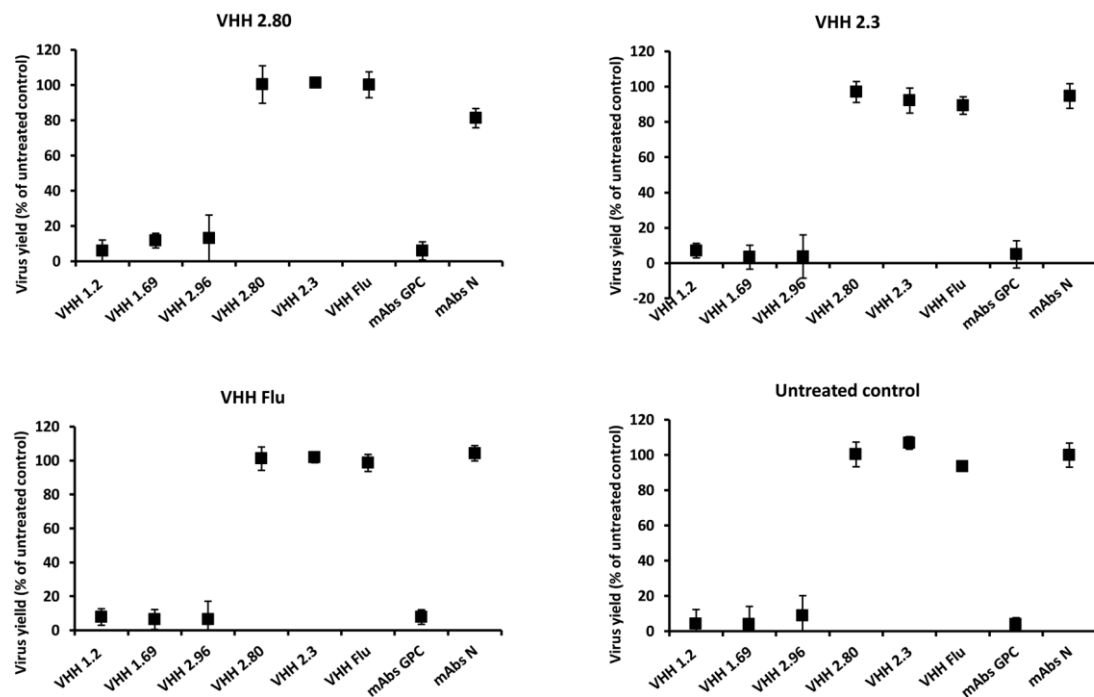 VHH 2.80
Virus yield (% of untreated control)
120
100
80
60
40
20
0
VHH 1.2
VHH 1.69
VHH 2.96
VHH 2.80
VHH 2.3
VHH Flu
mAbs GPC
mAbs N
VHH 2.3
Virus yield (% of untreated control)
120
100
80
60
40
20
0
-20
VHH 1.2
VHH 1.69
VHH 2.96
VHH 2.80
VHH 2.3
VHH Flu
mAbs GPC
mAbs N
VHH Flu
Virus yielld (% of untreated control)
120
100
80
60
40
20
0
VHH 1.2
VHH 1.69
VHH 2.96
VHH 2.80
VHH 2.3
VHH Flu
mAbs GPC
mAbs N
Untreated control
Virus yield (% of untreated control)
120
100
80
60
40
20
0
VHH 1.2
VHH 1.69
VHH 2.96
VHH 2.80
VHH 2.3
VHH Flu
mAbs GPC
mAbs N